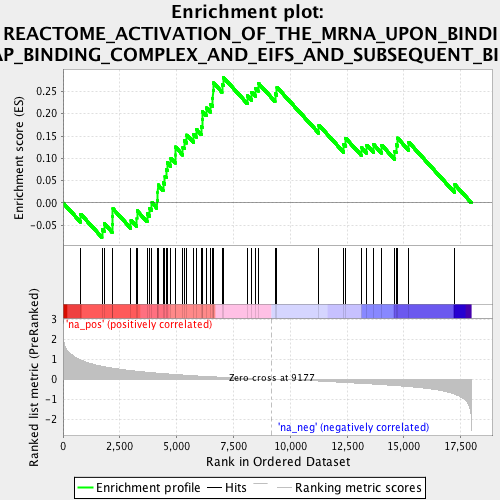 Enrichment plot:
REACTOME_ACTIVATION_OF_THE_MRNA_UPON_BINDI
AP_BINDING_COMPLEX_AND_EIFS_AND_SUBSEQUENT_BI
Enrichment score (ES)
0.25
0.20
0.15
0.10
0.05
0.00
-0.05
'na_pos' (positively correlated)
Zero cross at 9177
'na_neg' (negatively correlated)
Ranked list metric (PreRanked)
3
2
1
0
-1
-2
0
2,500
5,000
7,500
10,000
12,500
15,000
17,500
Rank in Ordered Dataset
Enrichment profile
Hits
Ranking metric scores